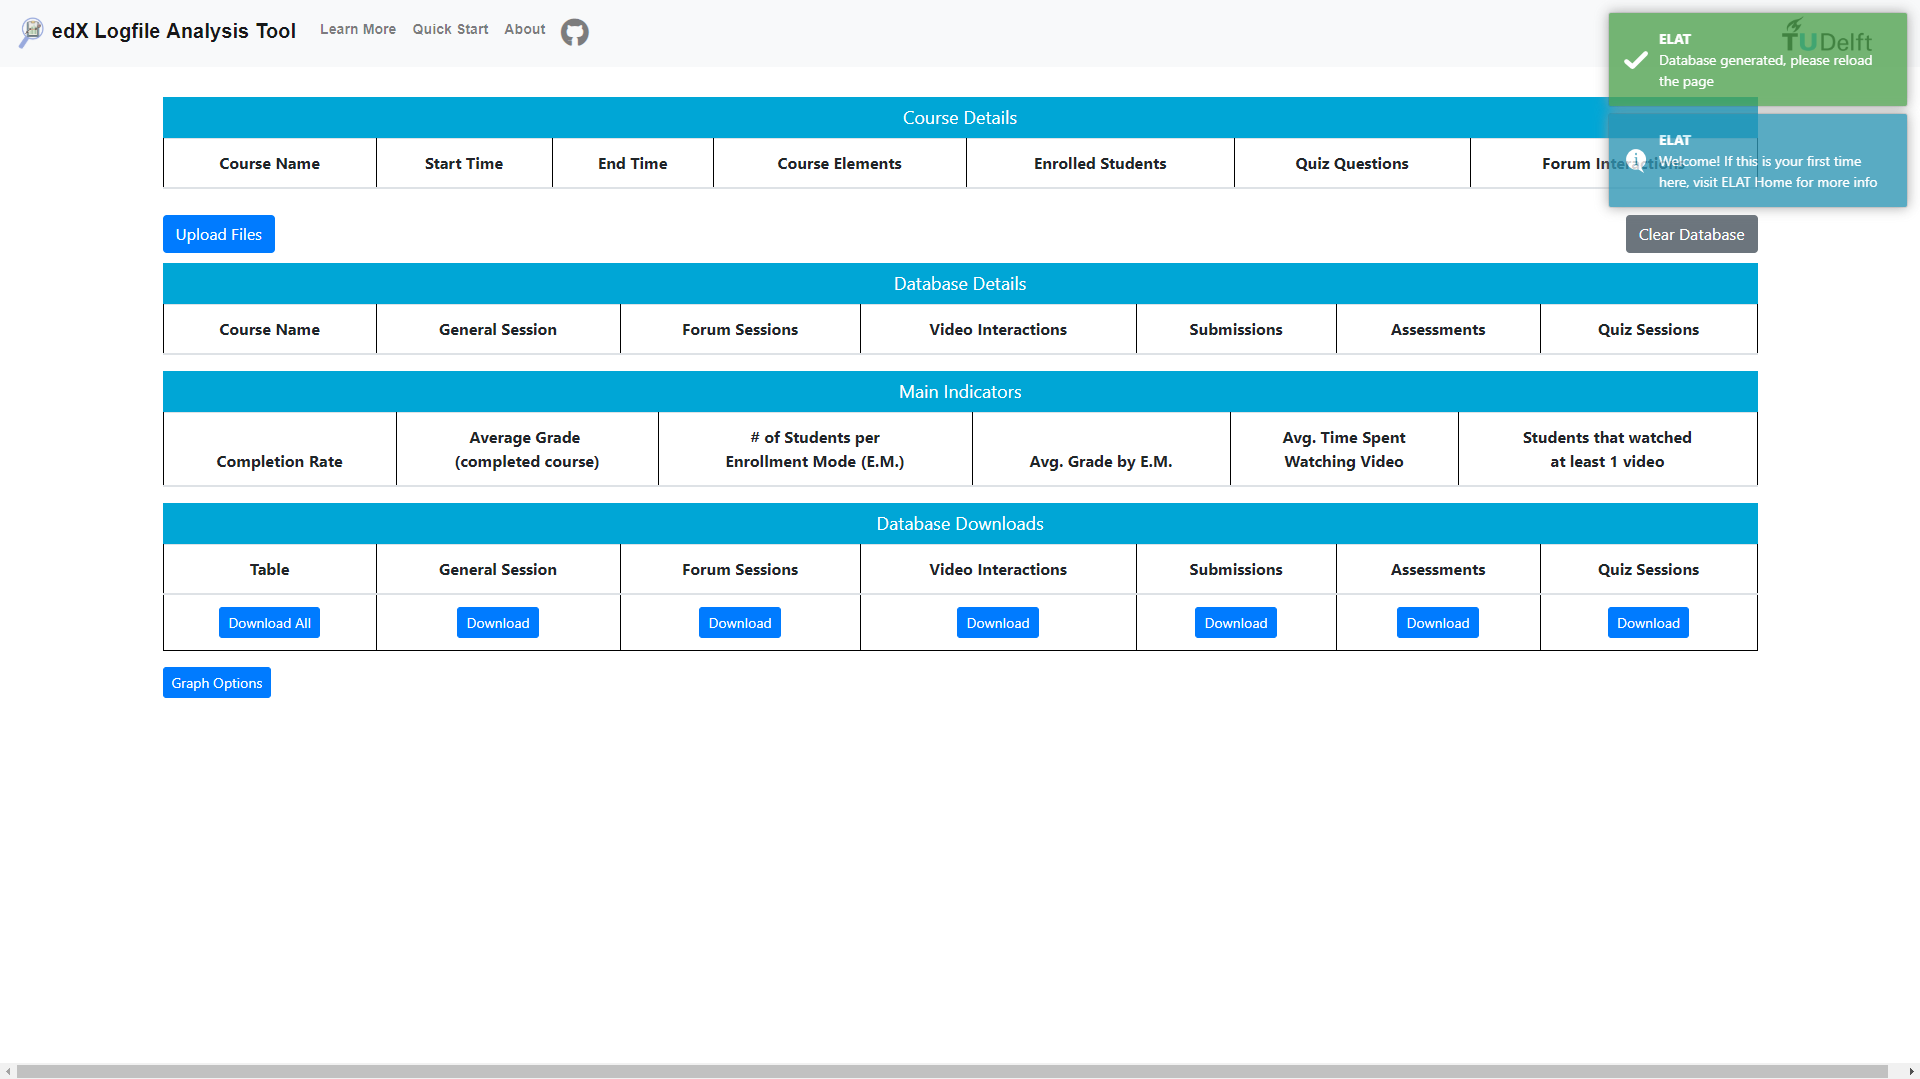 edX Logfile Analysis Tool
Learn More
Quick Start
About
TUDelft
ELAT
Database generated, please reload
the page
ELAT
Welcome! If this is your first time
here, visit ELAT Home for more info
Course Details
Course Name
Start Time
End Time
Course Elements
Enrolled Students
Quiz Questions
Forum Interactions
Upload Files
Clear Database
Database Details
Course Name
General Session
Forum Sessions
Video Interactions
Submissions
Assessments
Quiz Sessions
Main Indicators
Completion Rate
Average Grade
(completed course)
# of Students per
Enrollment Mode (E.M.)
Avg. Grade by E.M.
Avg. Time Spent
Watching Video
Students that watched
at least 1 video
Database Downloads
Table
General Session
Forum Sessions
Video Interactions
Submissions
Assessments
Quiz Sessions
Download All
Download
Download
Download
Download
Download
Download
Graph Options